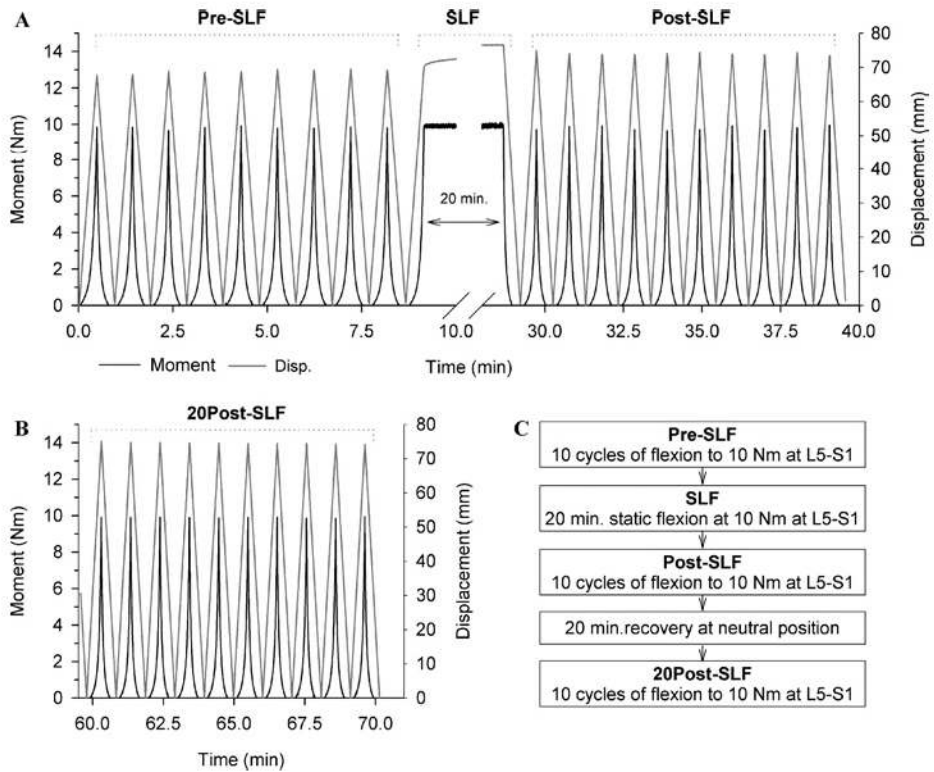 A
Pre-SLF
SLF
Post-SLF
14
12
10
8
6
4
2
0
Moment (Nm)
80
70
60
50
40
30
20
10
0
Displacement (mm)
20 min.
0.0 2.5 5.0 7.5 10.0 30.0 32.5 35.0 37.5 40.0
Moment Disp.
Time (min)
B
20Post-SLF
14
12
10
8
6
4
2
0
Moment (Nm)
80
70
60
50
40
30
20
10
0
Displacement (mm)
60.0 62.5 65.0 67.5 70.0
Time (min)
C
Pre-SLF
10 cycles of flexion to 10 Nm at L5-S1
SLF
20 min. static flexion at 10 Nm at L5-S1
Post-SLF
10 cycles of flexion to 10 Nm at L5-S1
20 min.recovery at neutral position
20Post-SLF
10 cycles of flexion to 10 Nm at L5-S1